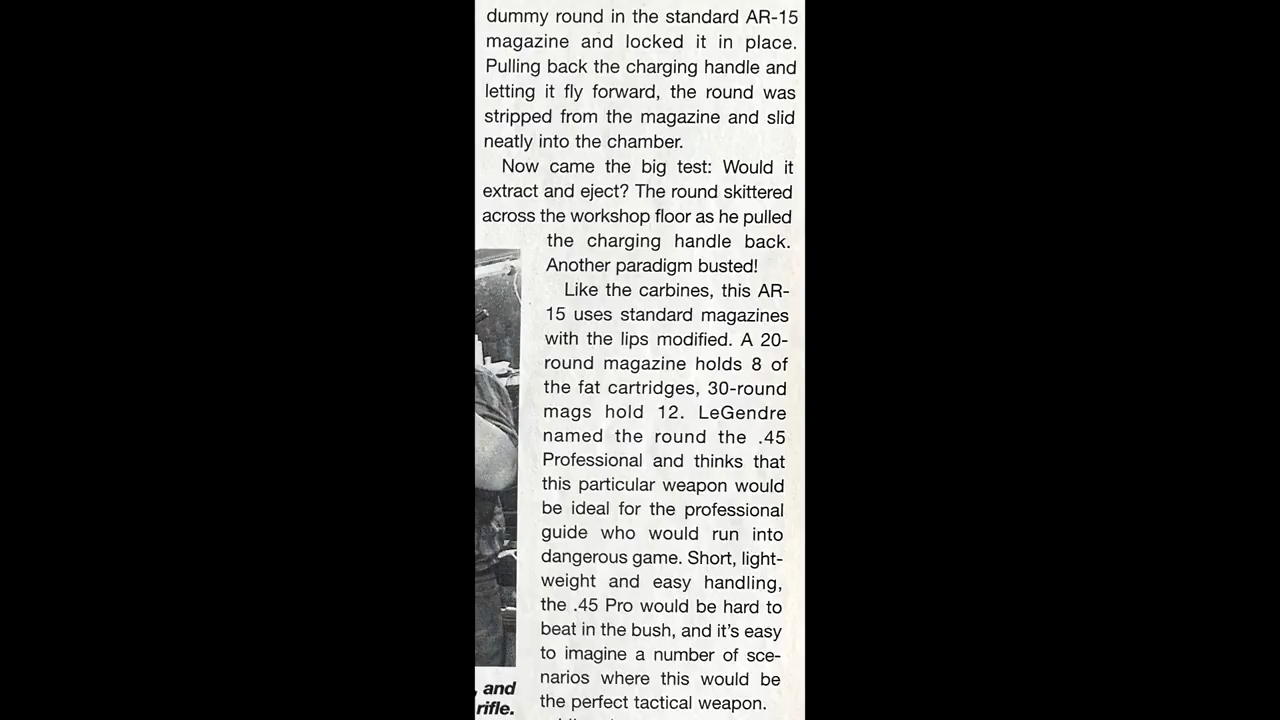 dummy round in the standard AR-15
magazine and locked it in place.
Pulling back the charging handle and
letting it fly forward, the round was
stripped from the magazine and slid
neatly into the chamber.
Now came the big test: Would it
extract and eject? The round skittered
across the workshop floor as he pulled
the charging handle back.
Another paradigm busted!
Like the carbines, this AR-
15 uses standard magazines
with the lips modified. A 20-
round magazine holds 8 of
the fat cartridges, 30-round
mags hold 12. LeGendre
named the round the .45
Professional and thinks that
this particular weapon would
be ideal for the professional
guide who would run into
dangerous game. Short, light-
weight and easy handling,
the .45 Pro would be hard to
beat in the bush, and it's easy
to imagine a number of sce-
narios where this would be
the perfect tactical weapon.
, and
rifle.